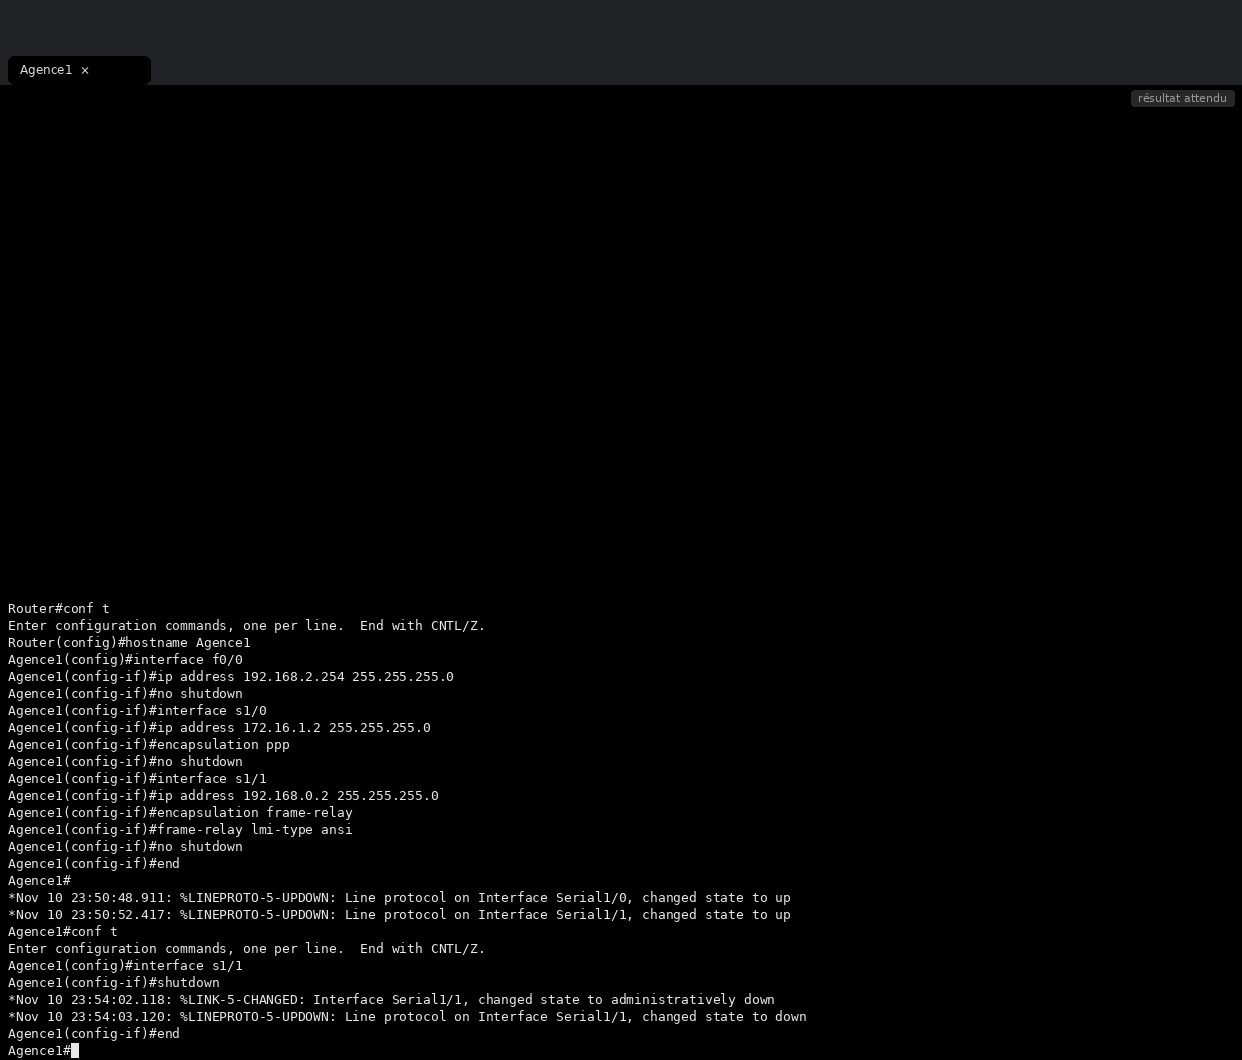 Agence1 ×
résultat attendu
Router#conf t
Enter configuration commands, one per line.  End with CNTL/Z.
Router(config)#hostname Agence1
Agence1(config)#interface f0/0
Agence1(config-if)#ip address 192.168.2.254 255.255.255.0
Agence1(config-if)#no shutdown
Agence1(config-if)#interface s1/0
Agence1(config-if)#ip address 172.16.1.2 255.255.255.0
Agence1(config-if)#encapsulation ppp
Agence1(config-if)#no shutdown
Agence1(config-if)#interface s1/1
Agence1(config-if)#ip address 192.168.0.2 255.255.255.0
Agence1(config-if)#encapsulation frame-relay
Agence1(config-if)#frame-relay lmi-type ansi
Agence1(config-if)#no shutdown
Agence1(config-if)#end
Agence1#
*Nov 10 23:50:48.911: %LINEPROTO-5-UPDOWN: Line protocol on Interface Serial1/0, changed state to up
*Nov 10 23:50:52.417: %LINEPROTO-5-UPDOWN: Line protocol on Interface Serial1/1, changed state to up
Agence1#conf t
Enter configuration commands, one per line.  End with CNTL/Z.
Agence1(config)#interface s1/1
Agence1(config-if)#shutdown
*Nov 10 23:54:02.118: %LINK-5-CHANGED: Interface Serial1/1, changed state to administratively down
*Nov 10 23:54:03.120: %LINEPROTO-5-UPDOWN: Line protocol on Interface Serial1/1, changed state to down
Agence1(config-if)#end
Agence1#